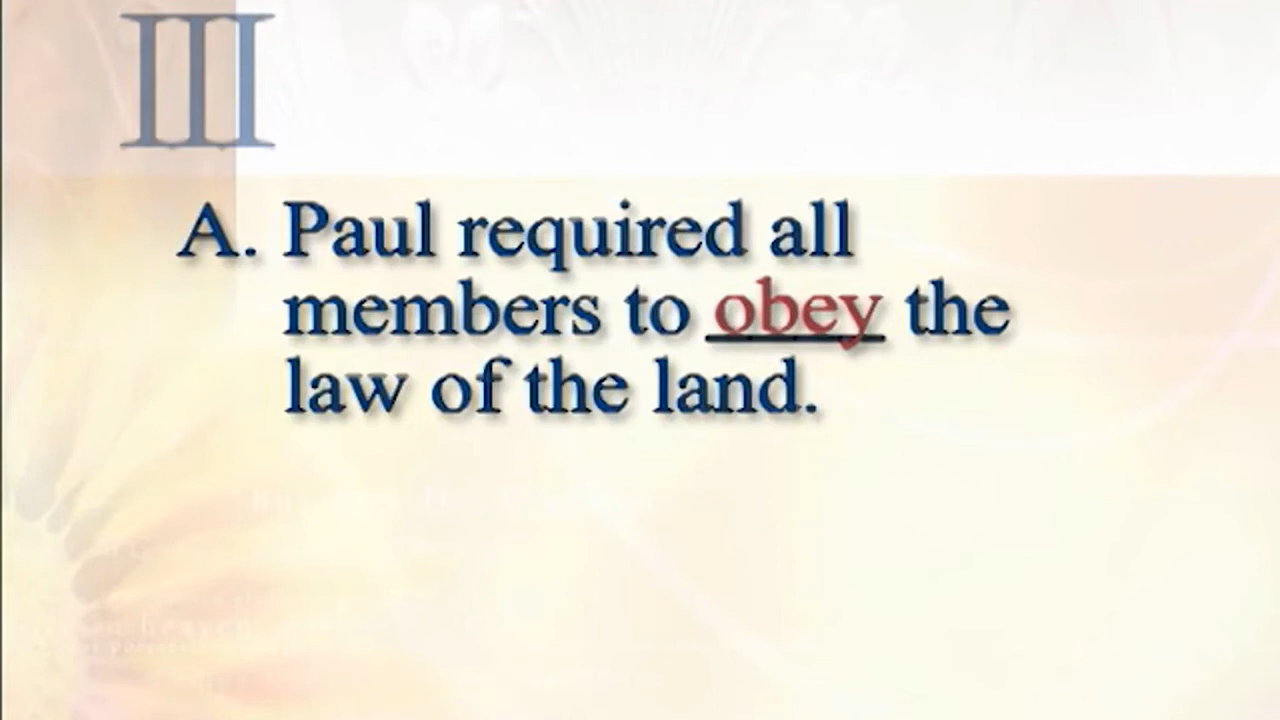 III
A. Paul required all
members to obey the
law of the land.